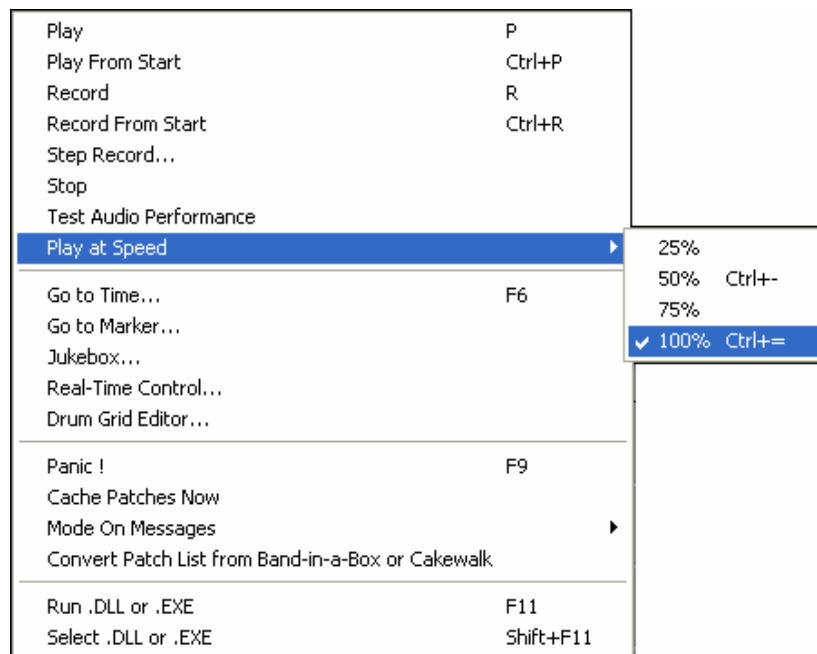 Play P
Play From Start Ctrl+P
Record R
Record From Start Ctrl+R
Step Record...
Stop
Test Audio Performance
Play at Speed
25%
50% Ctrl+-
75%
100% Ctrl+=
Go to Time... F6
Go to Marker...
Jukebox...
Real-Time Control...
Drum Grid Editor...
Panic ! F9
Cache Patches Now
Mode On Messages
Convert Patch List from Band-in-a-Box or Cakewalk
Run .DLL or .EXE F11
Select .DLL or .EXE Shift+F11